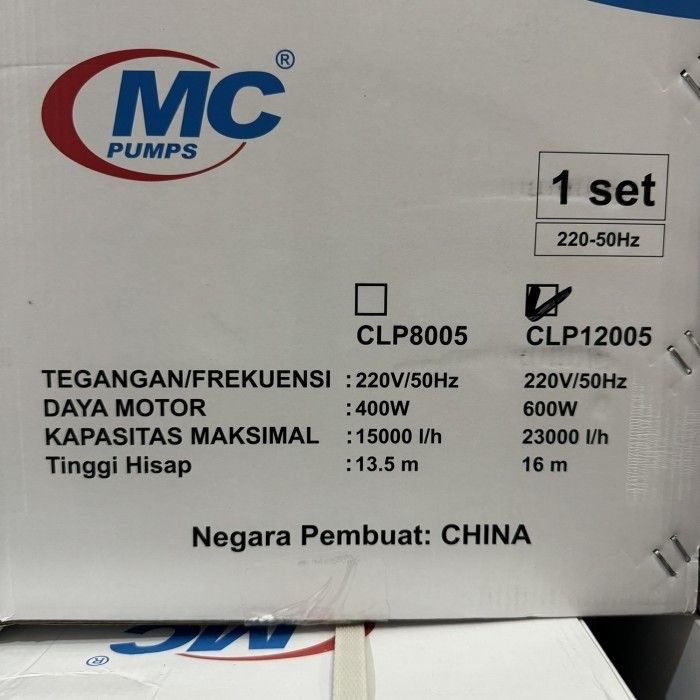 MC ®
PUMPS
1 set
220-50Hz
CLP8005 CLP12005
TEGANGAN/FREKUENSI : 220V/50Hz 220V/50Hz
DAYA MOTOR : 400W 600W
KAPASITAS MAKSIMAL : 15000 l/h 23000 l/h
Tinggi Hisap : 13.5 m 16 m
Negara Pembuat: CHINA
MC ®